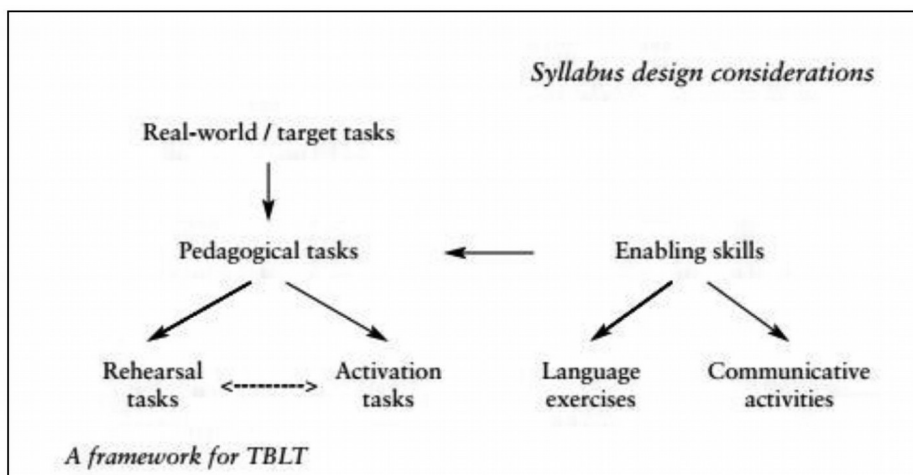 Syllabus design considerations
Real-world / target tasks
Pedagogical tasks
Enabling skills
Rehearsal
tasks
Activation
tasks
Language
exercises
Communicative
activities
A framework for TBLT